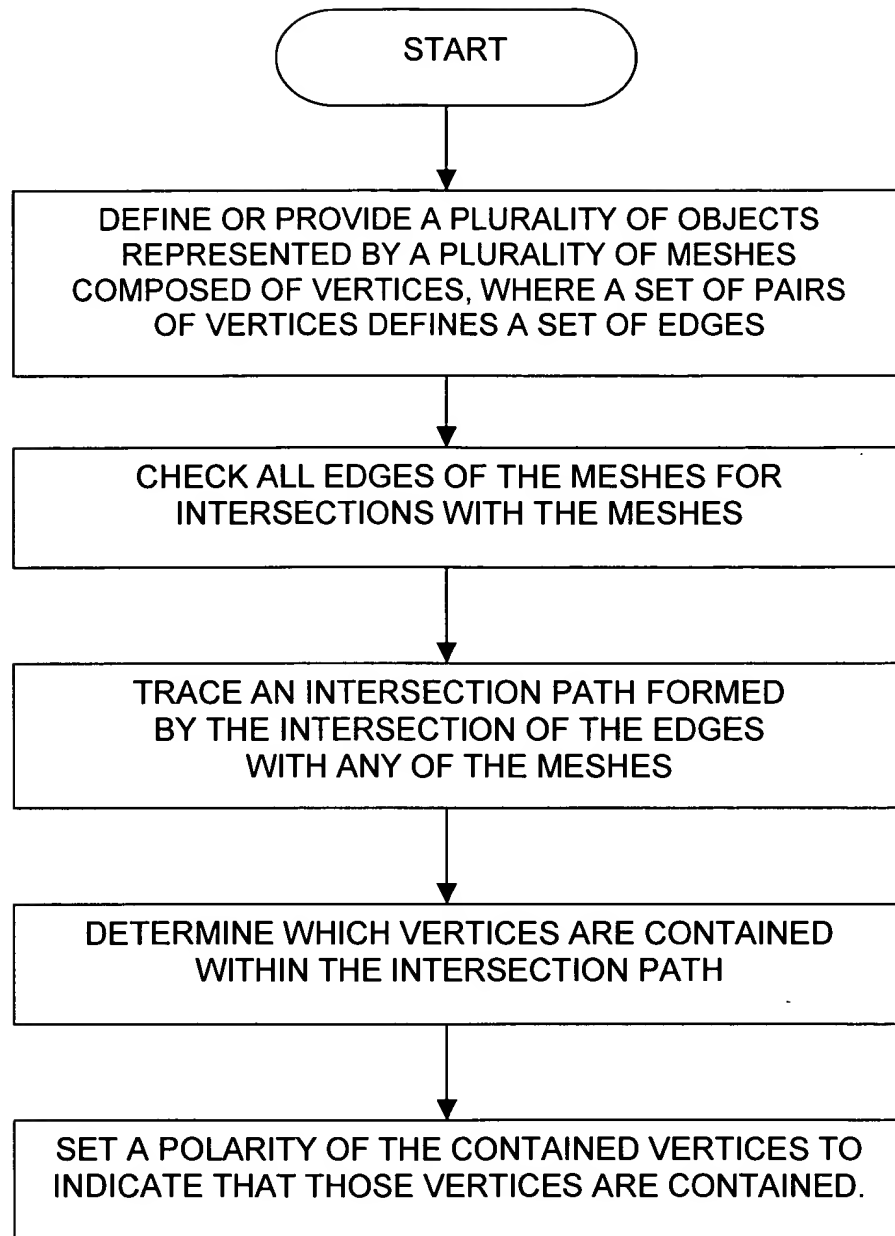 START
DEFINE OR PROVIDE A PLURALITY OF OBJECTS
REPRESENTED BY A PLURALITY OF MESHES
COMPOSED OF VERTICES, WHERE A SET OF PAIRS
OF VERTICES DEFINES A SET OF EDGES
CHECK ALL EDGES OF THE MESHES FOR
INTERSECTIONS WITH THE MESHES
TRACE AN INTERSECTION PATH FORMED
BY THE INTERSECTION OF THE EDGES
WITH ANY OF THE MESHES
DETERMINE WHICH VERTICES ARE CONTAINED
WITHIN THE INTERSECTION PATH
SET A POLARITY OF THE CONTAINED VERTICES TO
INDICATE THAT THOSE VERTICES ARE CONTAINED.